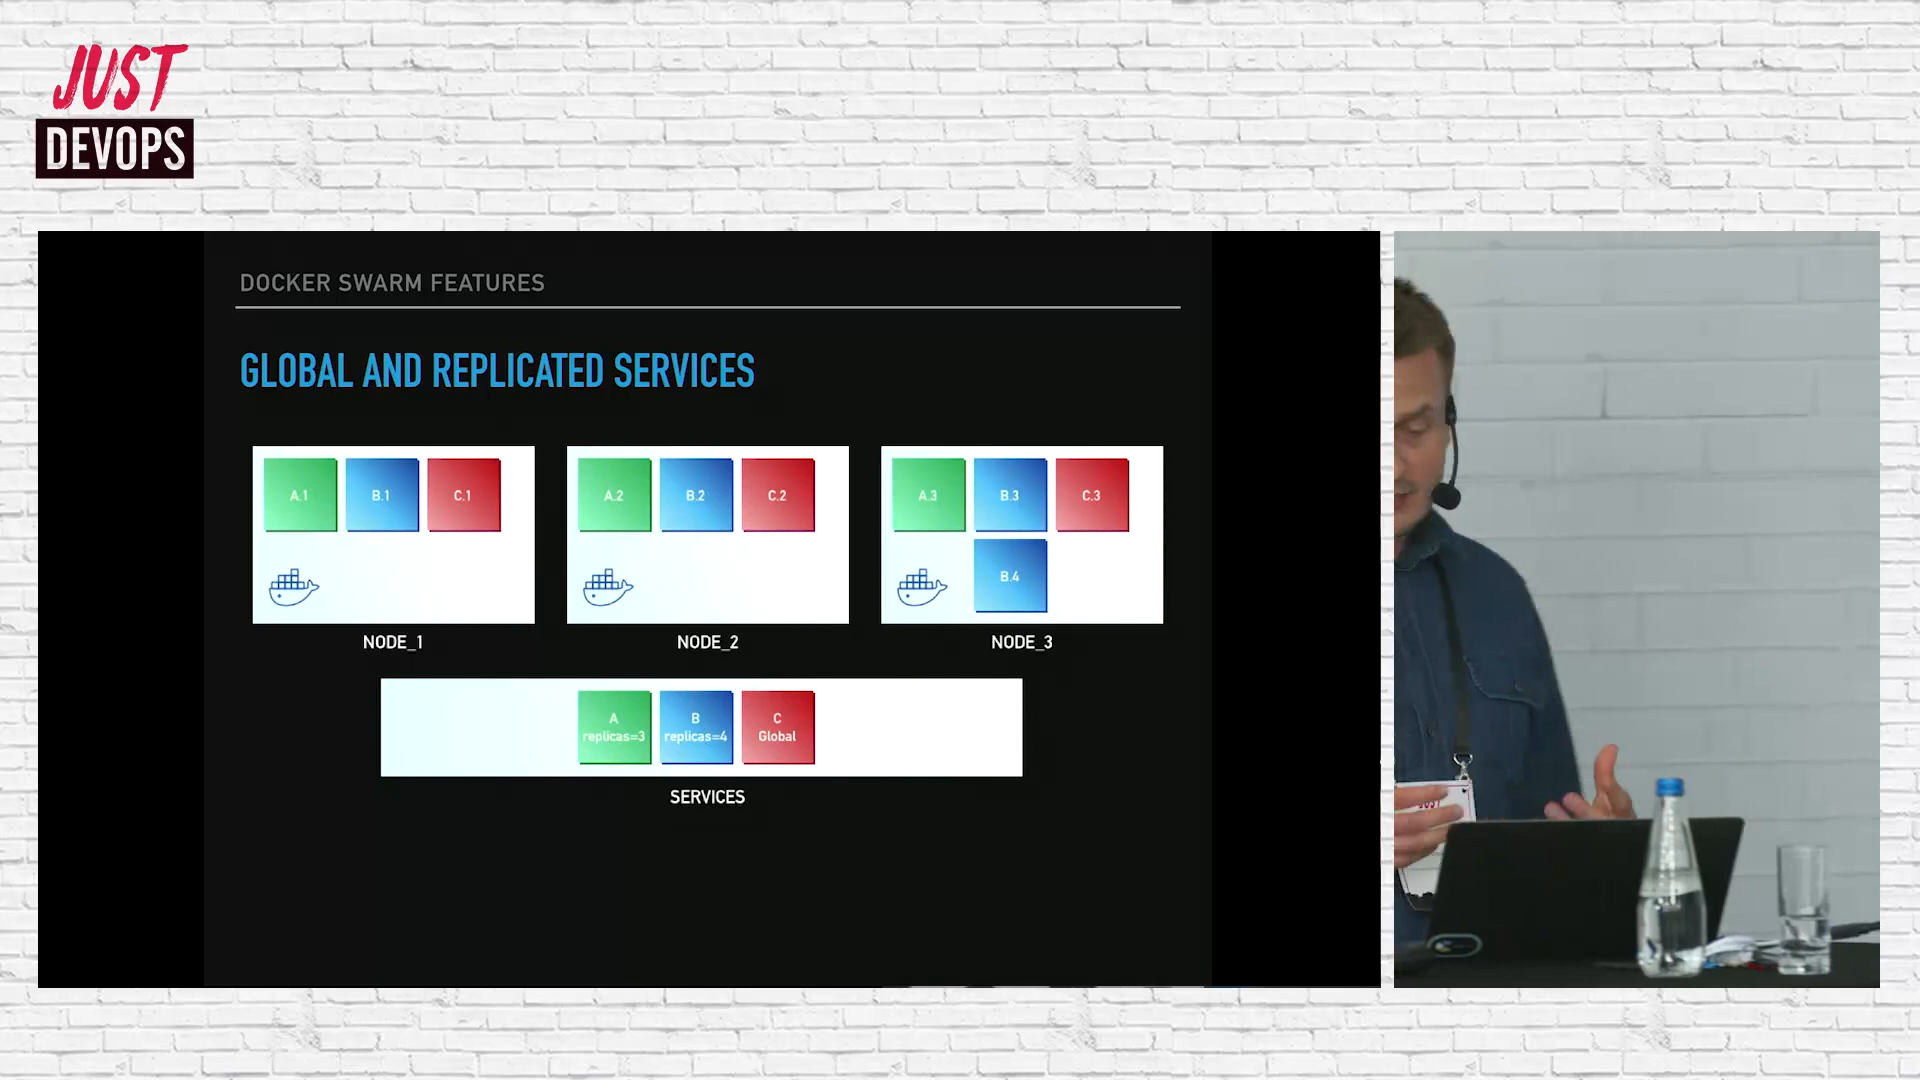 JUST
DEVOPS
DOCKER SWARM FEATURES
GLOBAL AND REPLICATED SERVICES
A.1 B.1 C.1
A.2 B.2 C.2
A.3 B.3 C.3
B.4
NODE_1 NODE_2 NODE_3
A
replicas=3
B
replicas=4
C
Global
SERVICES
JUST